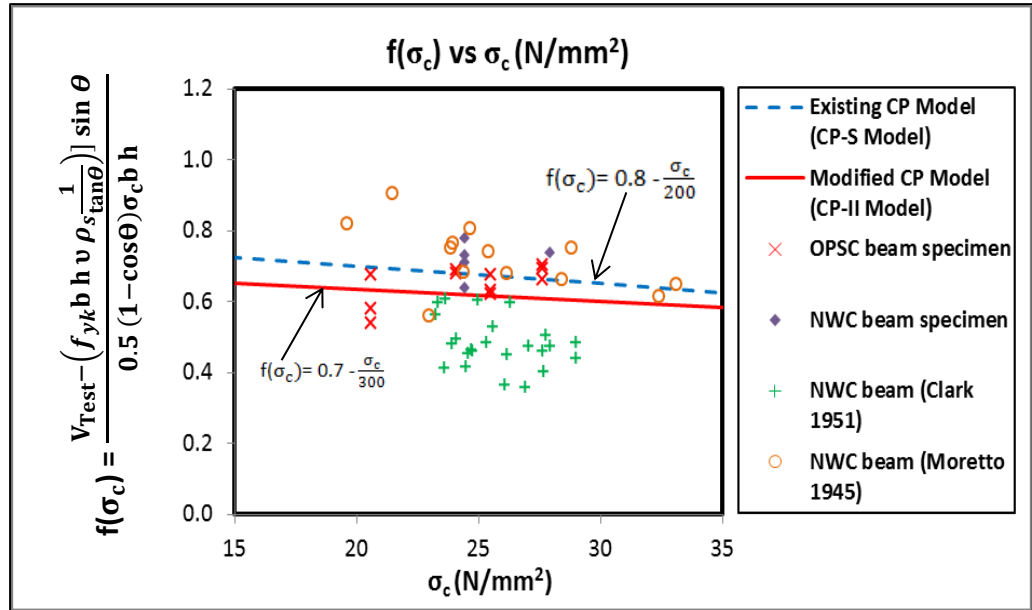 f(σc) vs σc (N/mm²)
f(σc) = VTest−(fyk b h υ ρs 1/tanθ)] sin θ / 0.5 (1−cosθ)σc b h
1.2
1.0
0.8
0.6
0.4
0.2
0.0
f(σc)= 0.8 - σc/200
f(σc)= 0.7 - σc/300
15 20 25 30 35
σc (N/mm²)
Existing CP Model
(CP-S Model)
Modified CP Model
(CP-II Model)
OPSC beam specimen
NWC beam specimen
NWC beam (Clark
1951)
NWC beam (Moretto
1945)